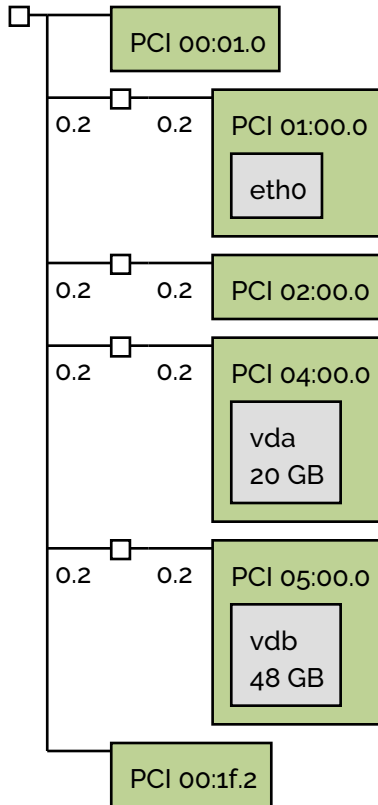 PCI 00:01.0
0.2 0.2 PCI 01:00.0
eth0
0.2 0.2 PCI 02:00.0
0.2 0.2 PCI 04:00.0
vda
20 GB
0.2 0.2 PCI 05:00.0
vdb
48 GB
PCI 00:1f.2